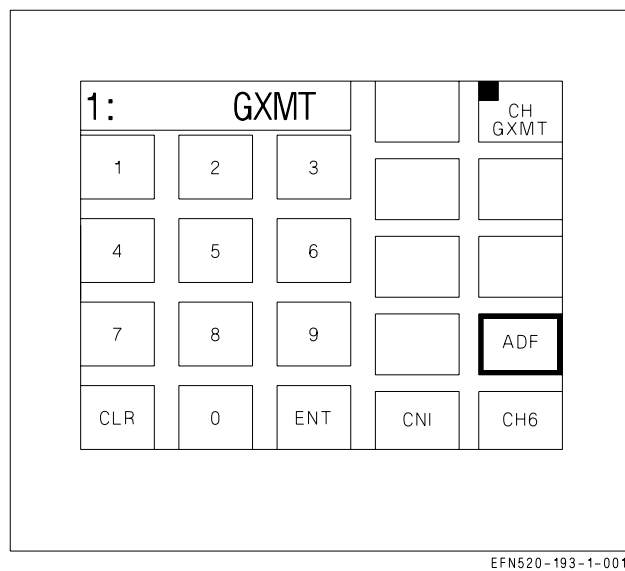 1: GXMT
CH
GXMT
1 2 3
4 5 6
7 8 9 ADF
CLR 0 ENT CNI CH6
EFN520-193-1-001